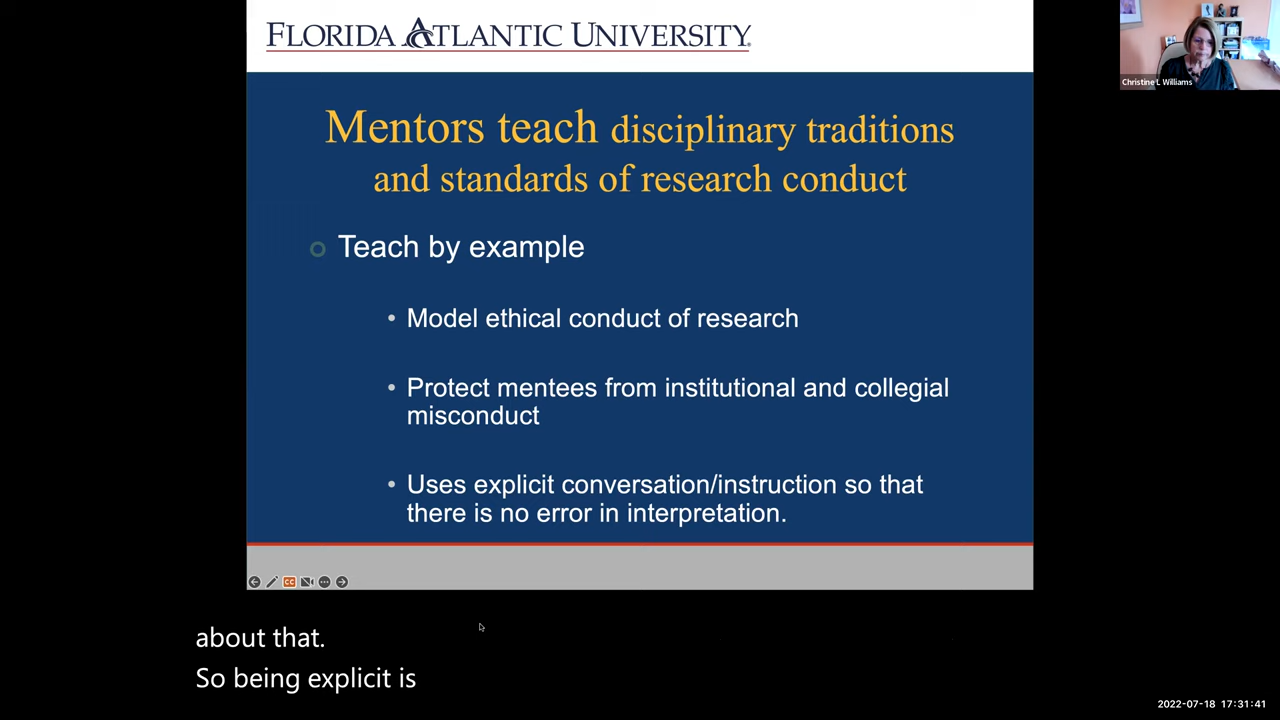 FLORIDA ATLANTIC UNIVERSITY
Christine L Williams
Mentors teach disciplinary traditions
and standards of research conduct
Teach by example
• Model ethical conduct of research
• Protect mentees from institutional and collegial
misconduct
• Uses explicit conversation/instruction so that
there is no error in interpretation.
CC
about that.
So being explicit is
2022-07-18 17:31:41